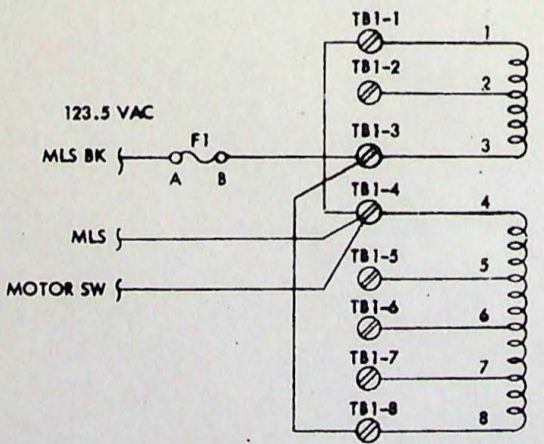 TB1-1
1
TB1-2
2
123.5 VAC
F1
TB1-3
MLS BK
3
A B
TB1-4
4
MLS
TB1-5
5
MOTOR SW
TB1-6
6
TB1-7
7
TB1-8
8